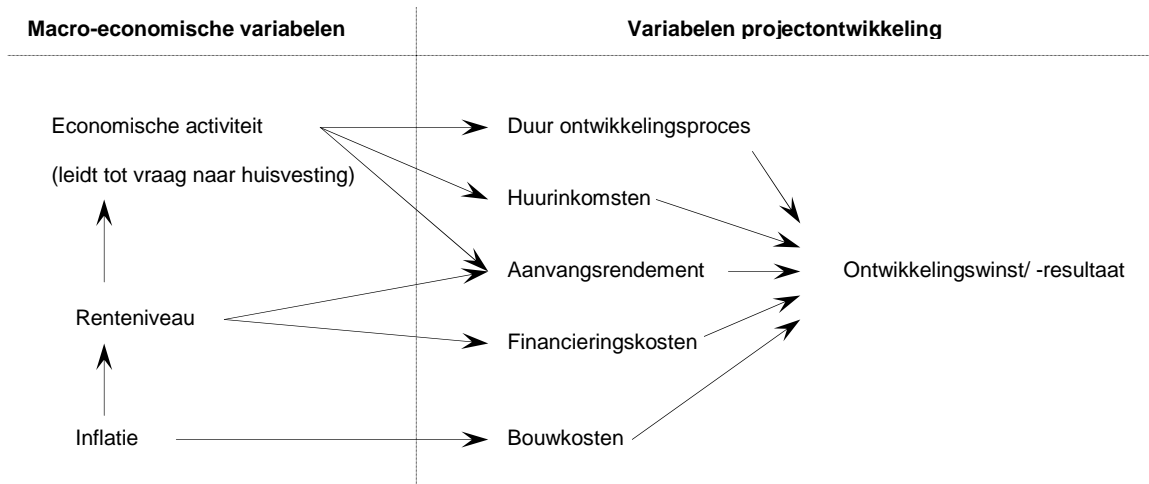 Macro-economische variabelen
Variabelen projectontwikkeling
Economische activiteit
(leidt tot vraag naar huisvesting)
Renteniveau
Inflatie
Duur ontwikkelingsproces
Huurinkomsten
Aanvangsrendement
Financieringskosten
Bouwkosten
Ontwikkelingswinst/ -resultaat